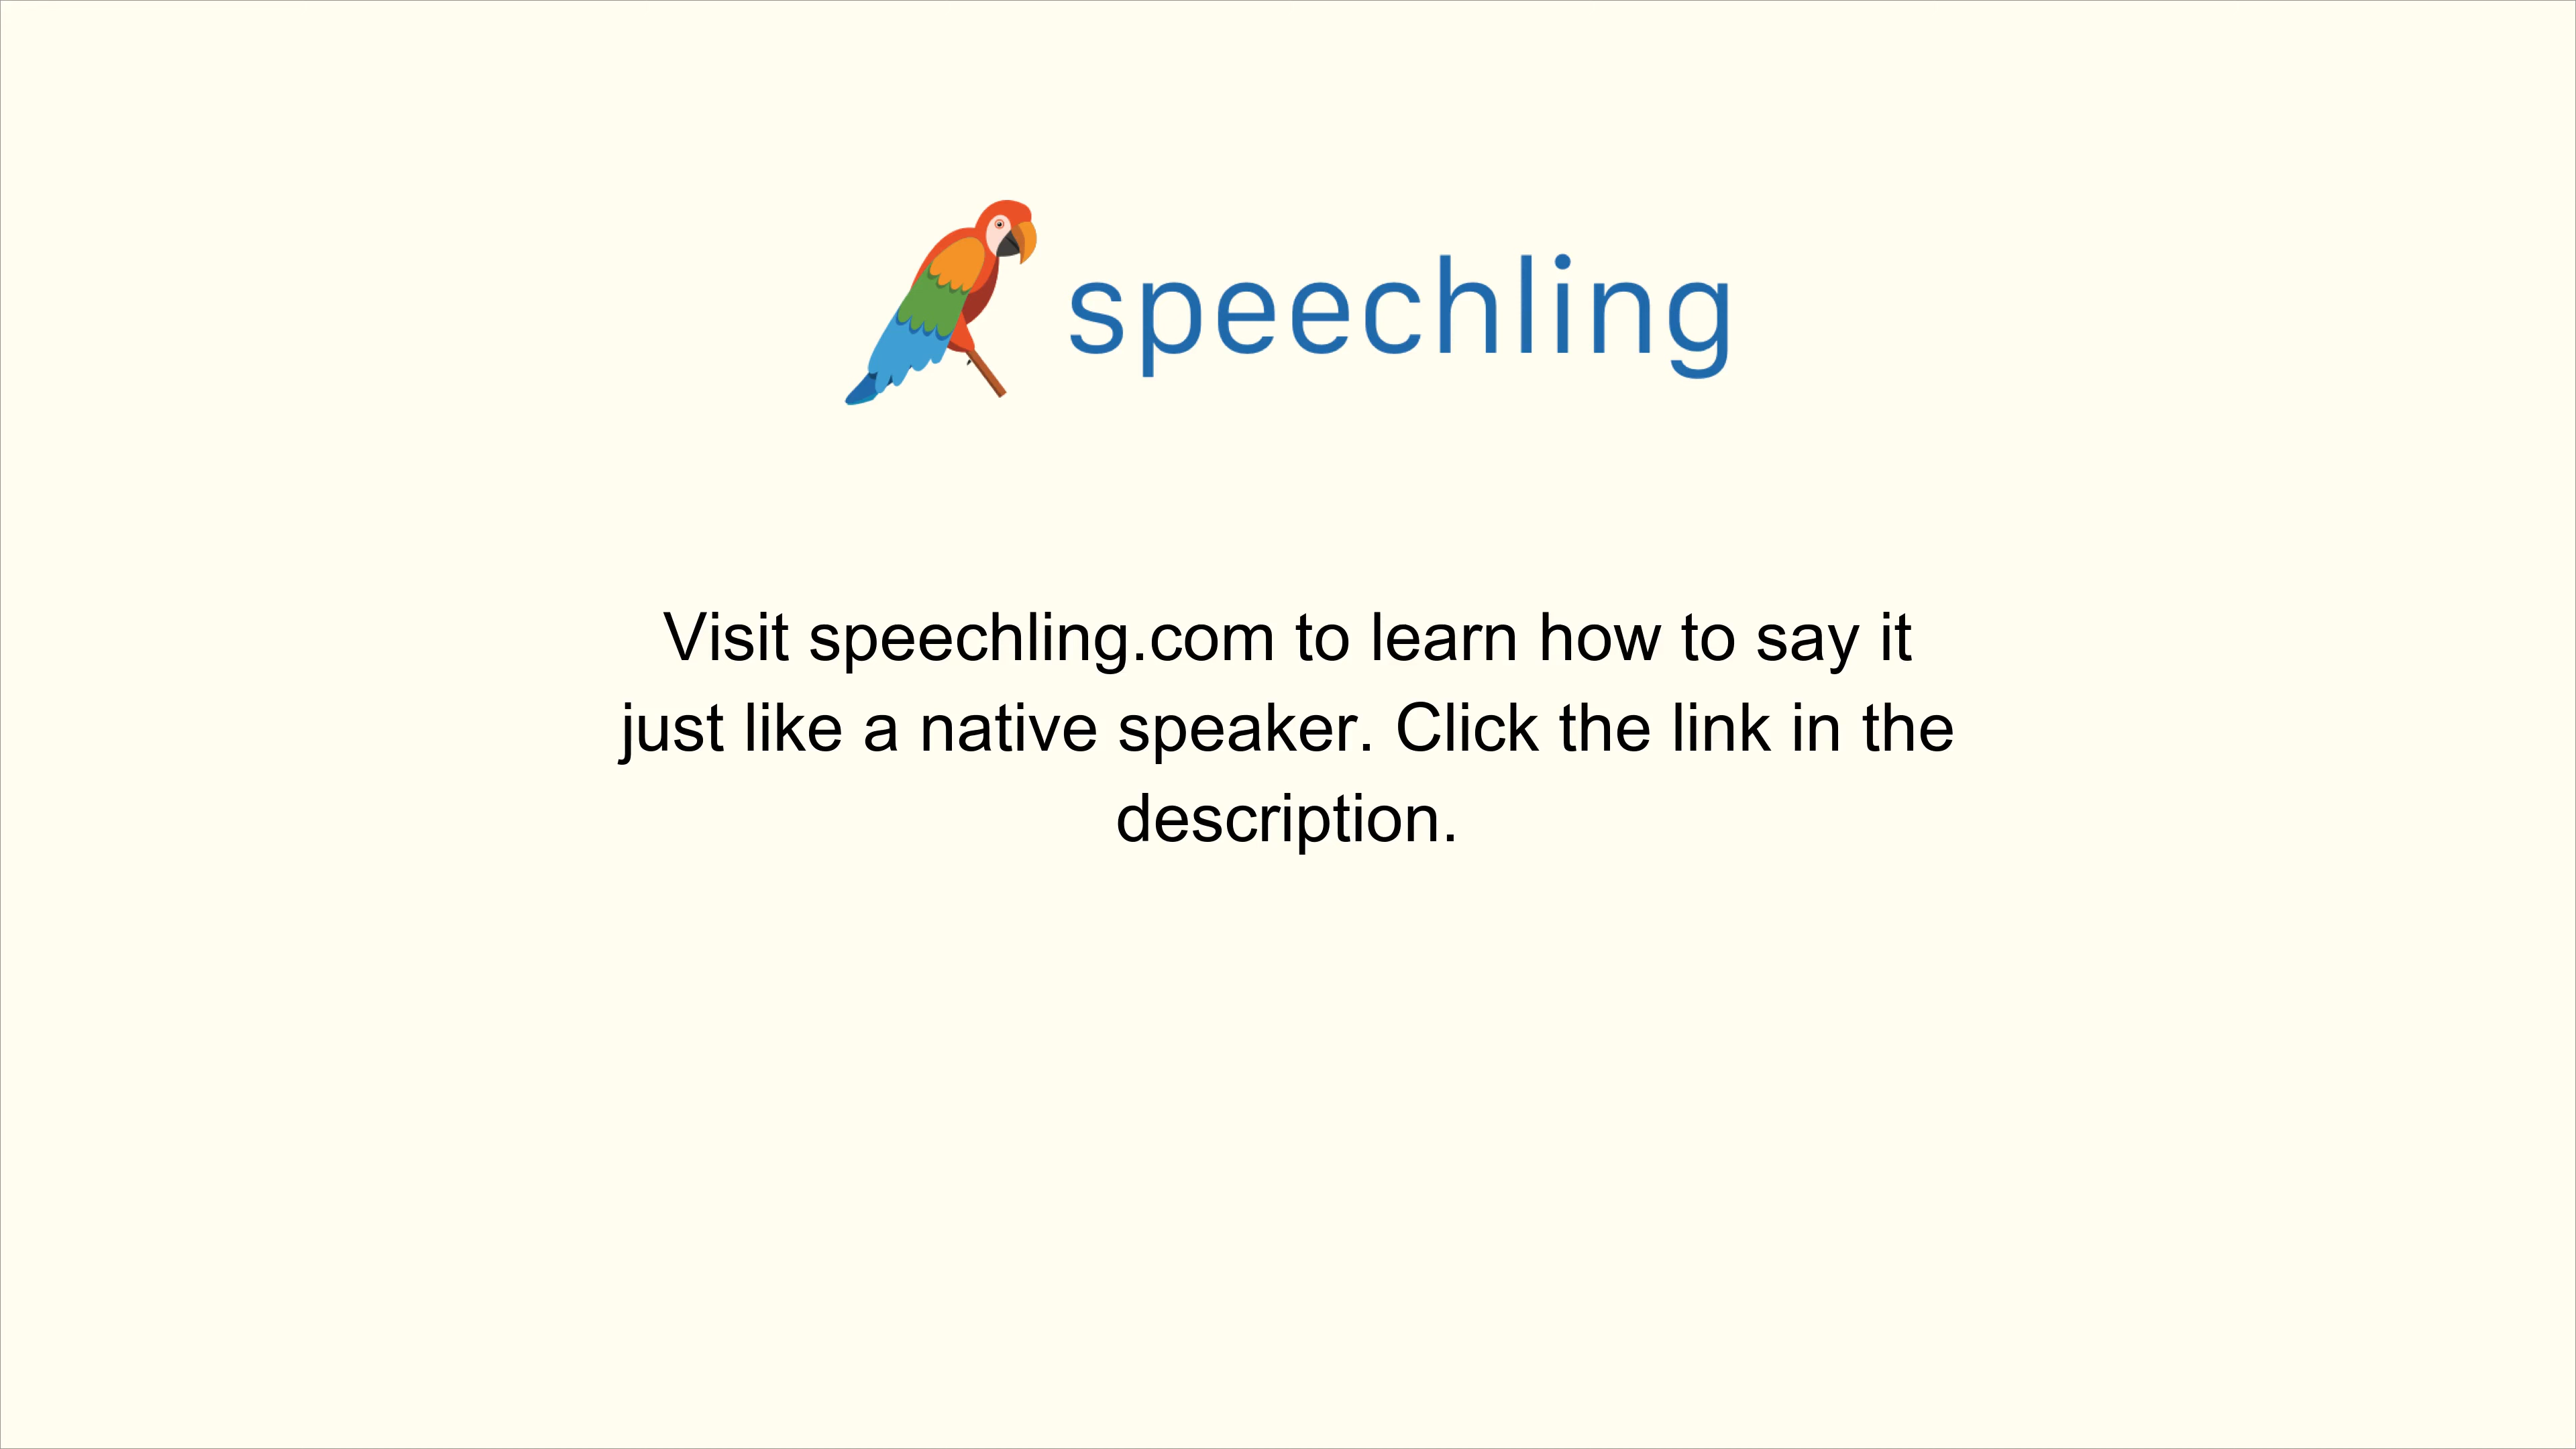 speechling
Visit speechling.com to learn how to say it
just like a native speaker. Click the link in the
description.